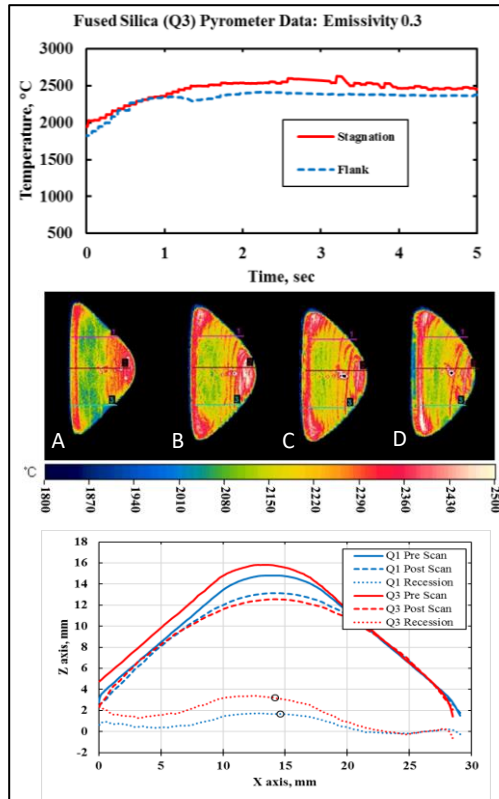 Fused Silica (Q3) Pyrometer Data: Emissivity 0.3
3000
2500
2000
1500
1000
Temperature, °C
Stagnation
Flank
0 1 2 3 4 5
Time, sec
1
3
A B C D
°C
1800 1870 1940 2010 2080 2150 2220 2290 2360 2430 2500
18
16
14
12
10
8
6
4
2
0
-2
Z axis, mm
Q1 Pre Scan
Q1 Post Scan
Q1 Recession
Q3 Pre Scan
Q3 Post Scan
Q3 Recession
0 5 10 15 20 25 30
X axis, mm